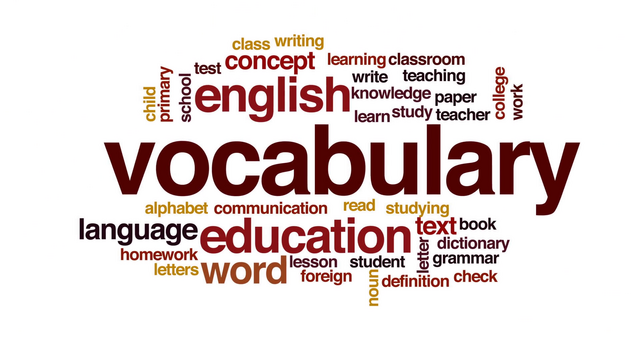 class writing
test concept learning classroom
write teaching
child primary school english knowledge paper college work
learn study teacher
vocabulary
alphabet communication read studying
language education text book
homework letter dictionary
letters word lesson student grammar
foreign noun definition check